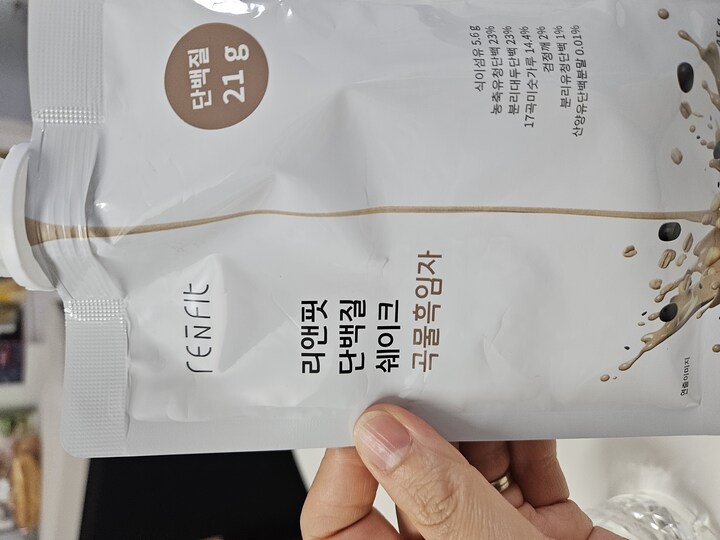 renfit
단백질
21 g
식이섬유 5.6 g
농축유청단백 23%
분리대두단백 23%
17곡미숫가루 14.4%
검정깨 2%
분리유청단백 1%
산양유단백분말 0.01%
리앤핏
단백질
쉐이크
곡물흑임자
연출이미지